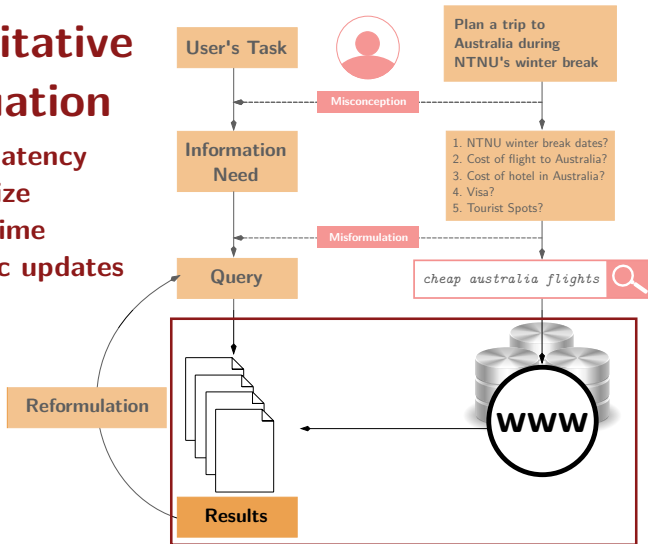 itative
uation
atency
ize
ime
c updates
User's Task
Plan a trip to
Australia during
NTNU's winter break
Misconception
Information
Need
1. NTNU winter break dates?
2. Cost of flight to Australia?
3. Cost of hotel in Australia?
4. Visa?
5. Tourist Spots?
Misformulation
Query
cheap australia flights
Reformulation
WWW
Results